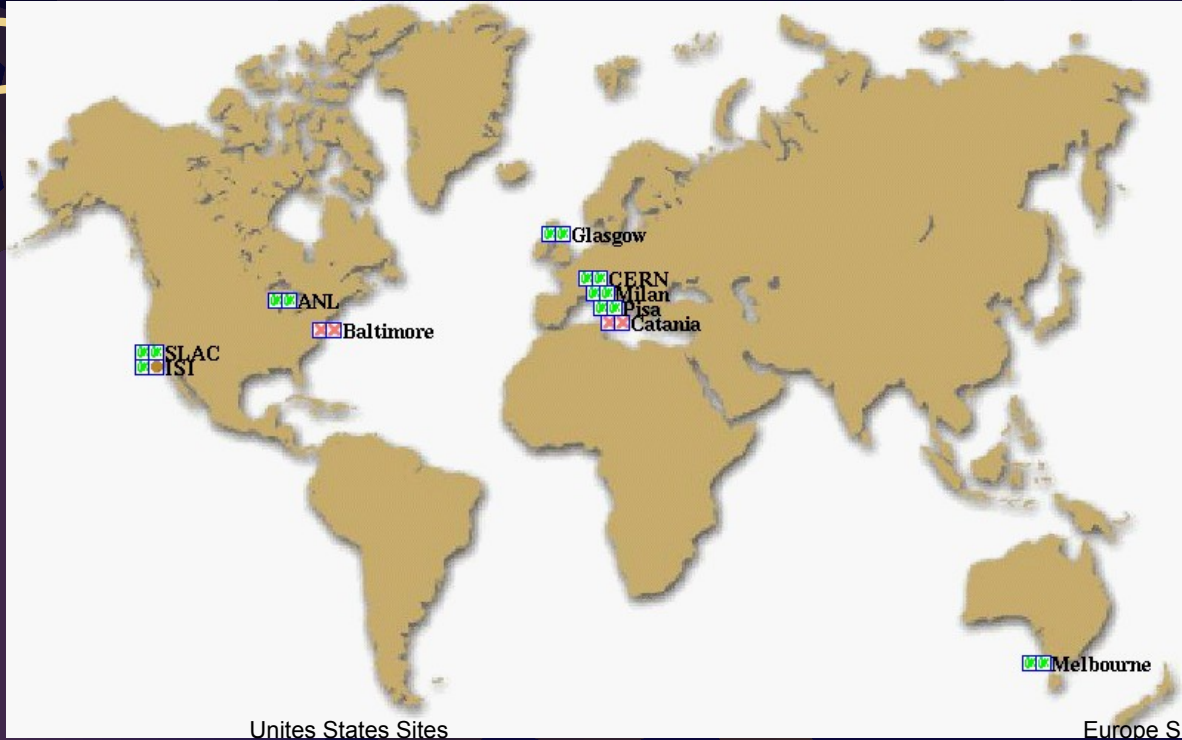 Glasgow
CERN
Milan
Pisa
Catania
ANL
Baltimore
SLAC
ISI
Melbourne
Unites States Sites
Europe S